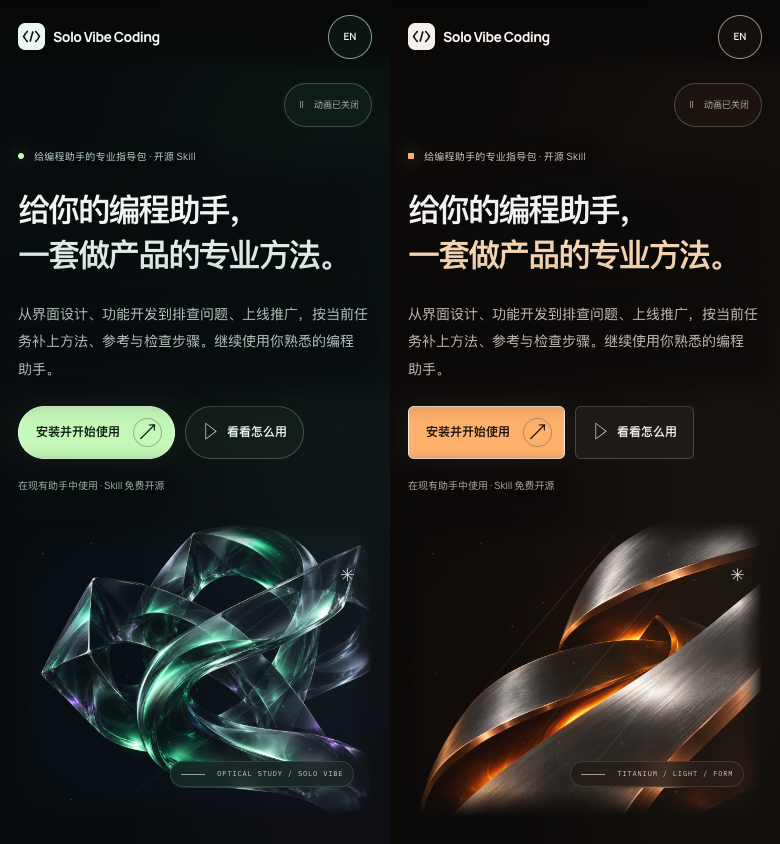 Solo Vibe Coding
EN
动画已关闭
给编程助手的专业指导包 · 开源 Skill
给你的编程助手，
一套做产品的专业方法。
从界面设计、功能开发到排查问题、上线推广，按当前任
务补上方法、参考与检查步骤。继续使用你熟悉的编程
助手。
安装并开始使用
看看怎么用
在现有助手中使用 · Skill 免费开源
OPTICAL STUDY / SOLO VIBE
Solo Vibe Coding
EN
动画已关闭
给编程助手的专业指导包 · 开源 Skill
给你的编程助手，
一套做产品的专业方法。
从界面设计、功能开发到排查问题、上线推广，按当前任
务补上方法、参考与检查步骤。继续使用你熟悉的编程
助手。
安装并开始使用
看看怎么用
在现有助手中使用 · Skill 免费开源
TITANIUM / LIGHT / FORM